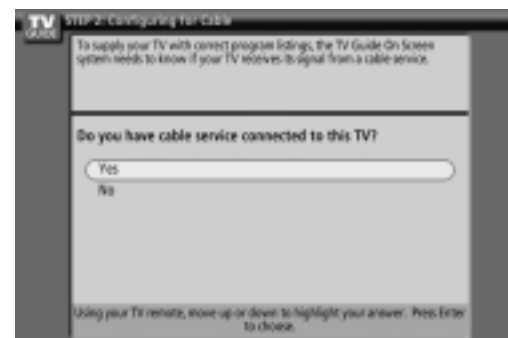 TV
GUIDE
STEP 2: Configuring for Cable
To supply your TV with correct program listings, the TV Guide On Screen
system needs to know if your TV receives its signal from a cable service.
Do you have cable service connected to this TV?
Yes
No
Using your TV remote, move up or down to highlight your answer. Press Enter
to choose.